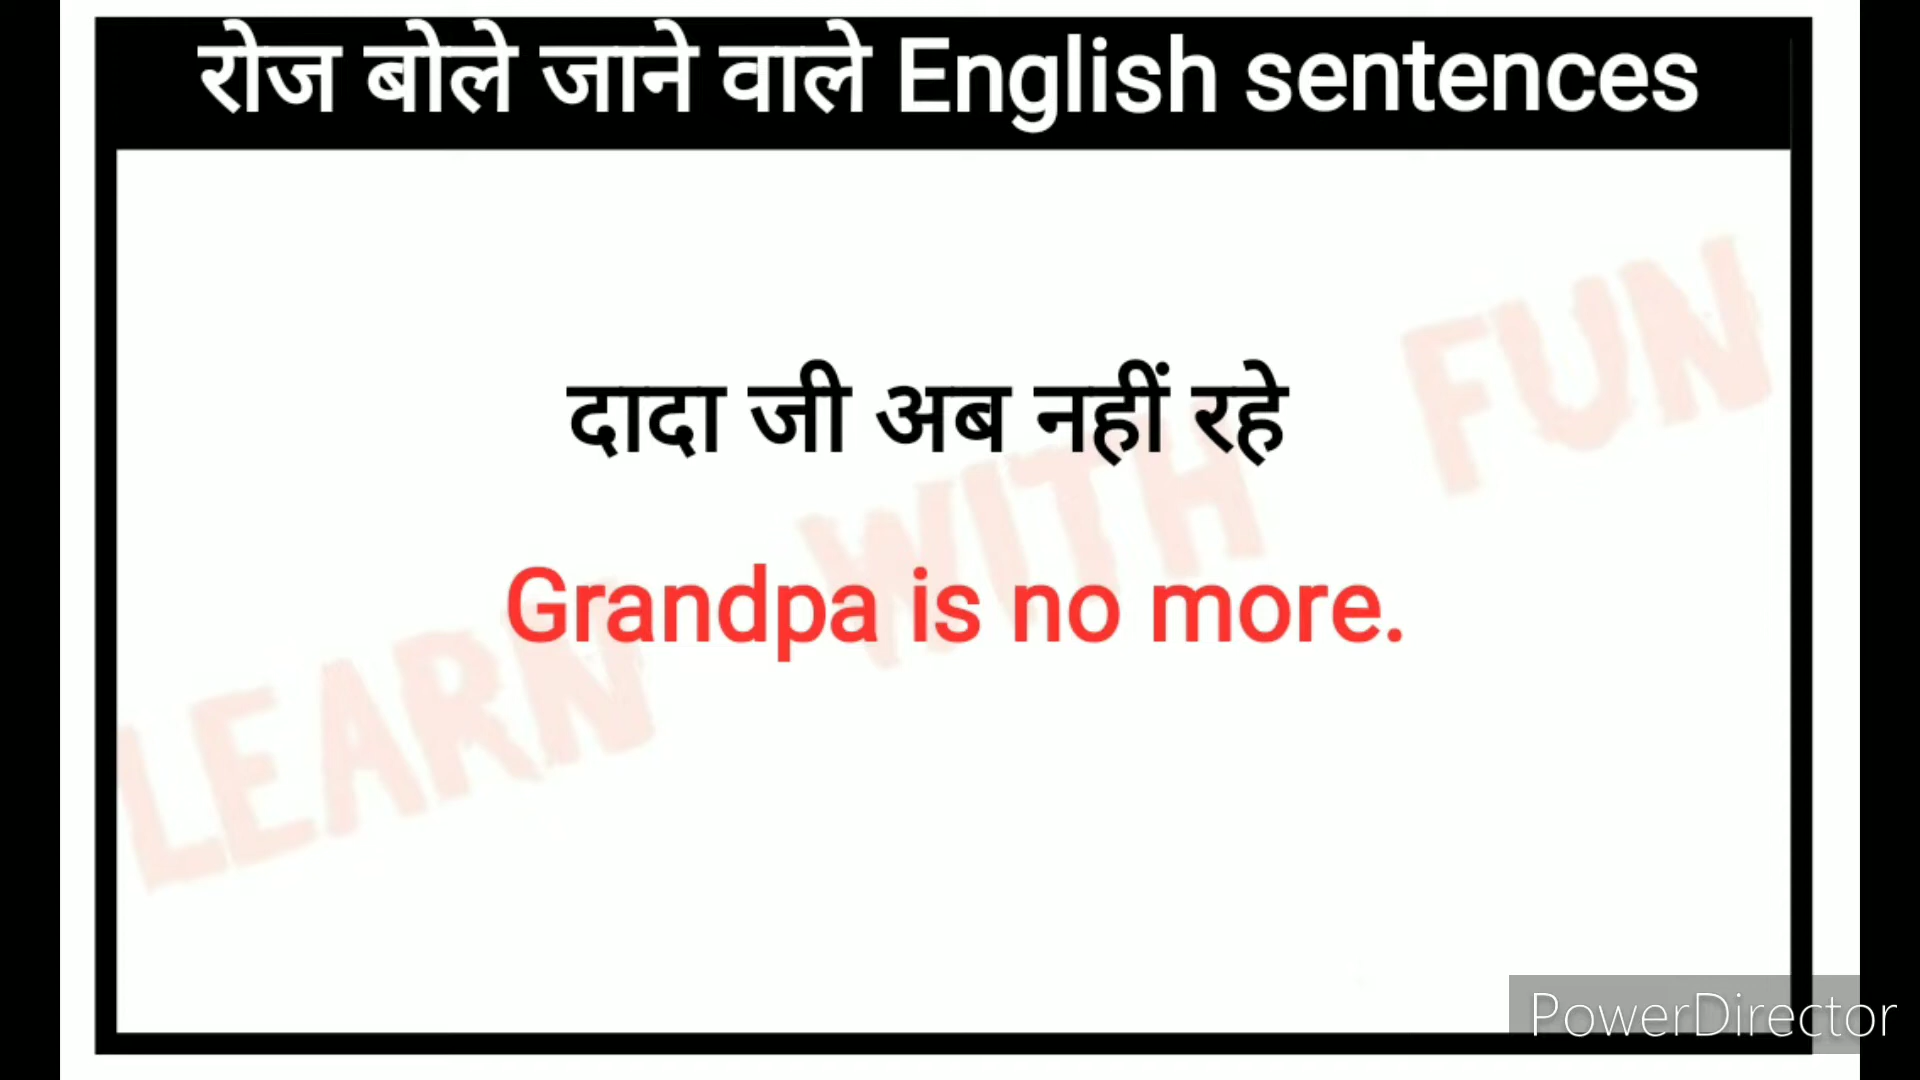 रोज बोले जाने वाले English sentences
दादा जी अब नहीं रहे
Grandpa is no more.
LEARN WITH FUN
PowerDirector